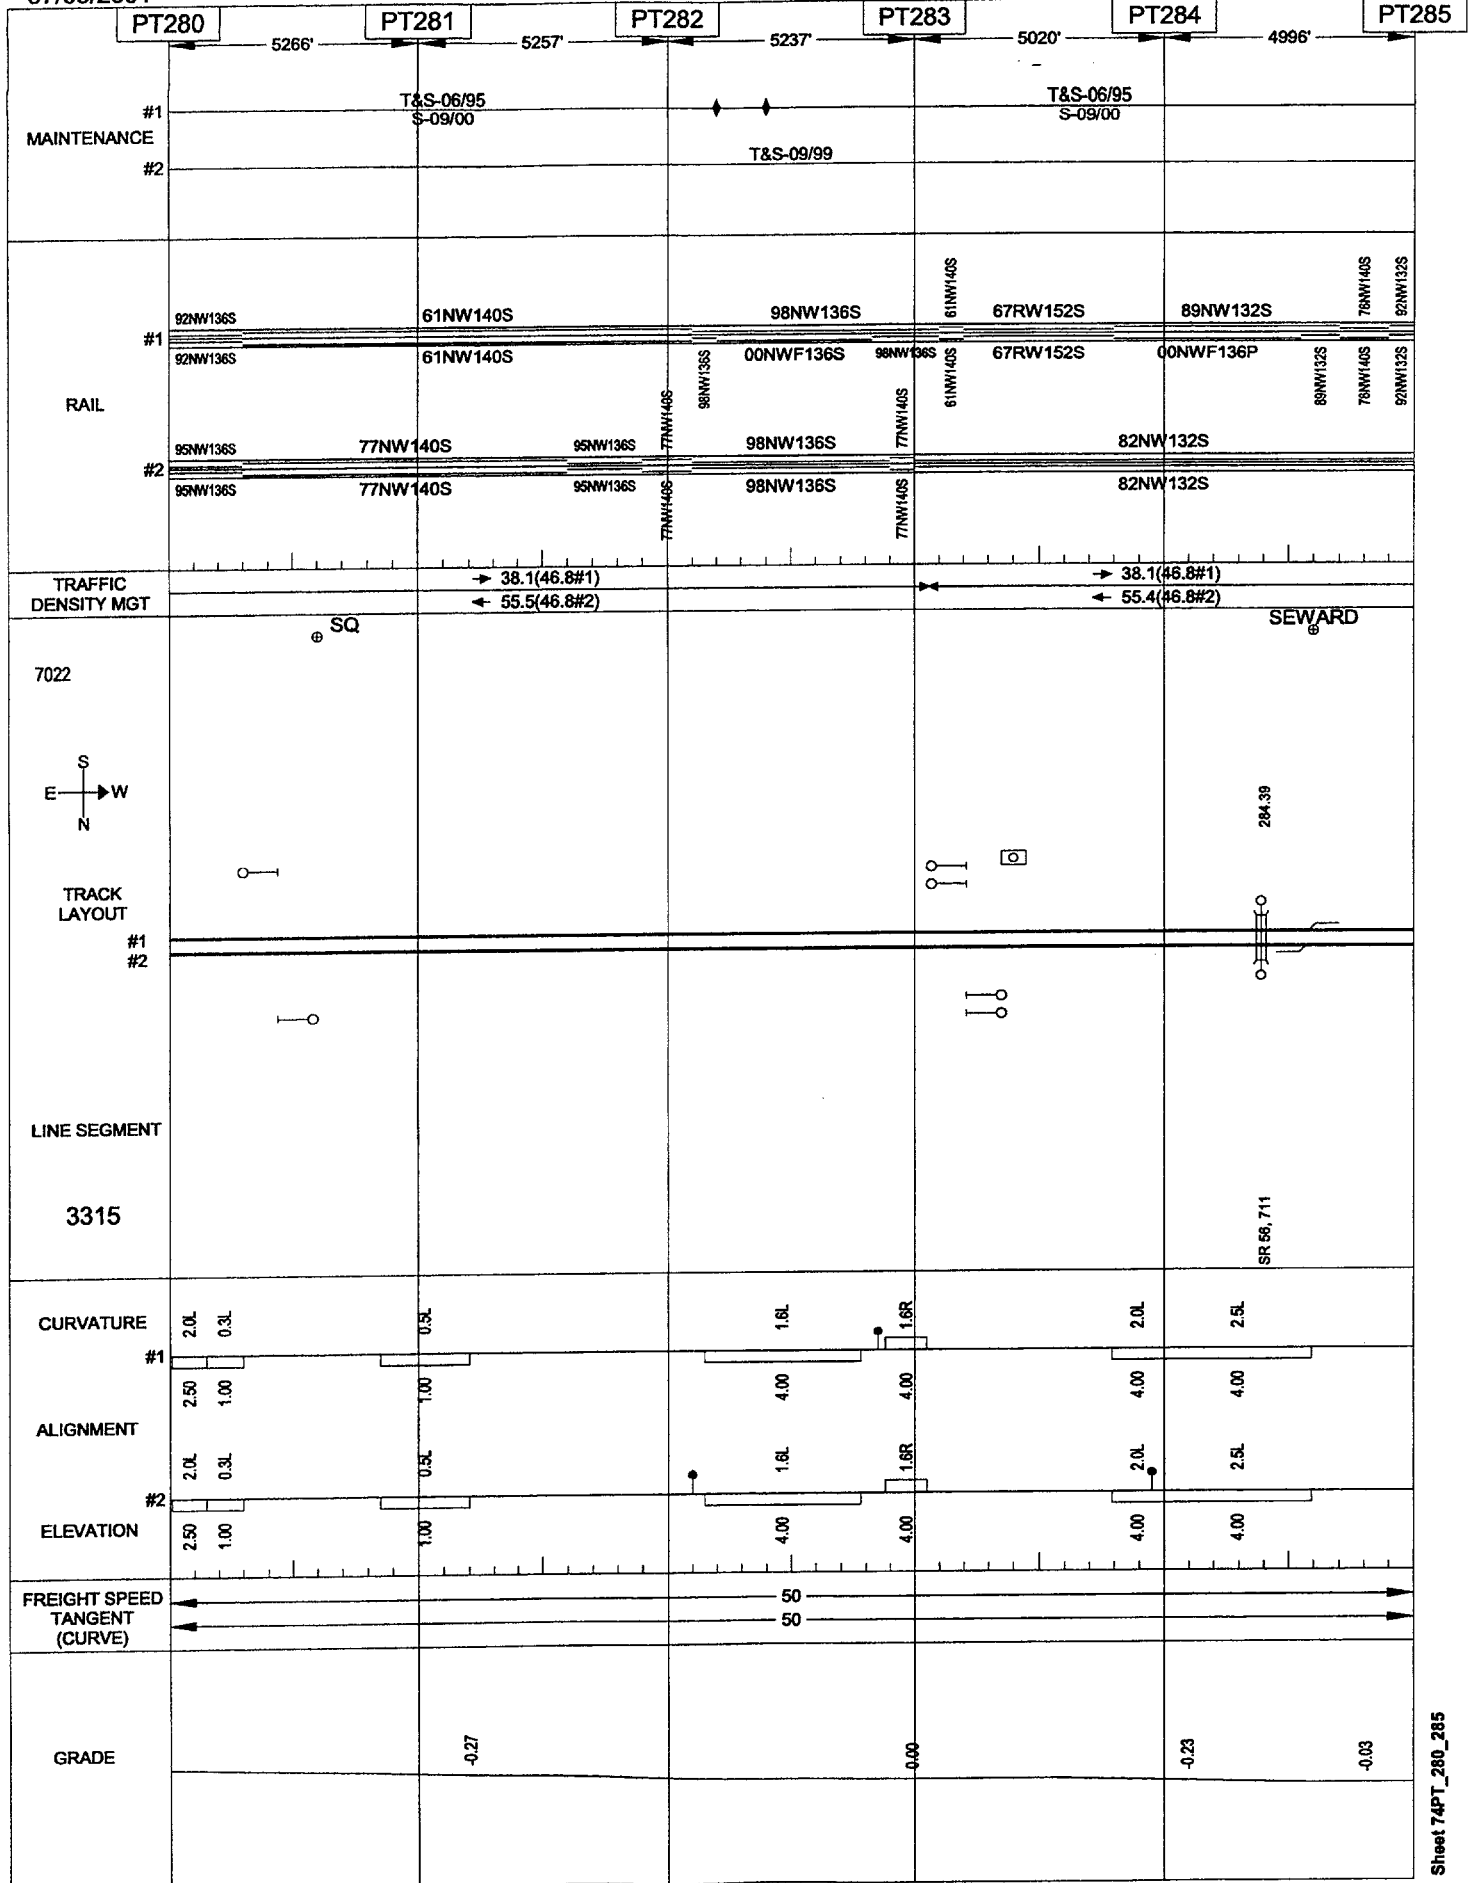 PT280 PT281 PT282 PT283 PT284 PT285
5266' 5257' 5237' 5020' 4996'
MAINTENANCE
#1
T&S-06/95 T&S-06/95
S-09/00 S-09/00
#2
T&S-09/99
RAIL
61NW140S 78NW140S 92NW132S
92NW136S 61NW140S 98NW136S 67RW152S 89NW132S
#1
92NW136S 61NW140S 98NW136S 00NWF136S 98NW136S 61NW140S 67RW152S 00NWF136P 89NW132S 78NW140S 92NW132S
77NW140S 77NW140S
95NW136S 77NW140S 95NW136S 98NW136S 82NW132S
#2
95NW136S 77NW140S 95NW136S 77NW140S 98NW136S 77NW140S 82NW132S
TRAFFIC
DENSITY MGT
→ 38.1(46.8#1) → 38.1(46.8#1)
← 55.5(46.8#2) ← 55.4(46.8#2)
SQ SEWARD
7022
S
E W
N
284.39
TRACK
LAYOUT
#1
#2
LINE SEGMENT
3315
SR 56, 711
CURVATURE
2.0L 0.3L 0.5L 1.6L 1.6R 2.0L 2.5L
#1
2.50 1.00 1.00 4.00 4.00 4.00 4.00
ALIGNMENT
2.0L 0.3L 0.5L 1.6L 1.6R 2.0L 2.5L
#2
2.50 1.00 1.00 4.00 4.00 4.00 4.00
ELEVATION
FREIGHT SPEED
TANGENT
(CURVE)
50
50
GRADE
-0.27 0.00 -0.23 -0.03
Sheet 74PT_280_285